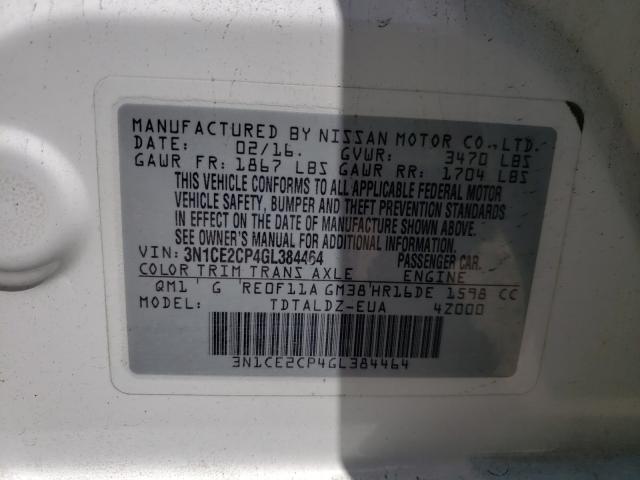 MANUFACTURED BY NISSAN MOTOR CO., LTD.
DATE: 02/16. GVWR: 3470 LBS
GAWR FR: 1867 LBS GAWR RR: 1704 LBS
THIS VEHICLE CONFORMS TO ALL APPLICABLE FEDERAL MOTOR
VEHICLE SAFETY, BUMPER AND THEFT PREVENTION STANDARDS
IN EFFECT ON THE DATE OF MANUFACTURE SHOWN ABOVE.
SEE OWNER'S MANUAL FOR ADDITIONAL INFORMATION.
VIN: 3N1CE2CP4GL384464 PASSENGER CAR.
COLOR TRIM TRANS AXLE ENGINE
QM1 ' G ' RE0F11A GM38'HR16DE 1598 CC
MODEL: TDTALDZ-EUA 4Z000
3N1CE2CP4GL384464